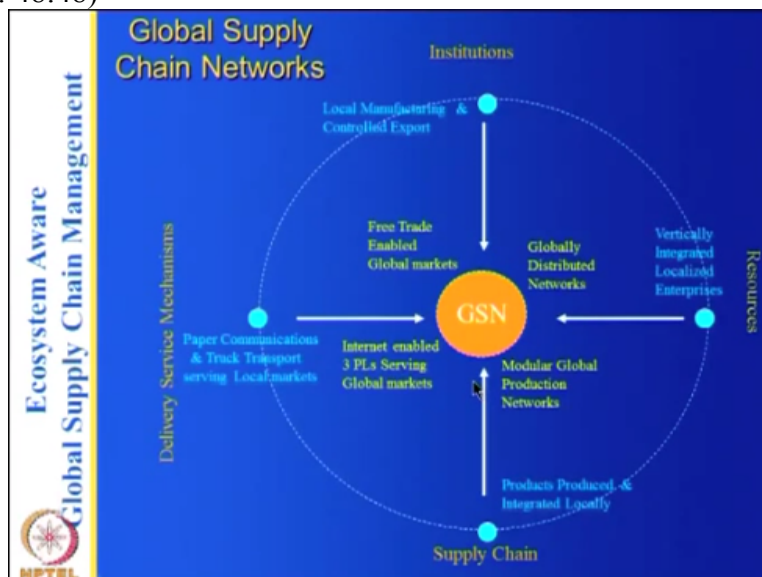 Global Supply
Chain Networks
Institutions
Local Manufacturing &
Controlled Export
Free Trade
Enabled
Global markets
Globally
Distributed
Networks
Vertically
Integrated
Localized
Enterprises
Resources
GSN
Paper Communications
& Truck Transport
serving Local markets
Internet enabled
3 PLs Serving
Global markets
Modular Global
Production
Networks
Products Produced &
Integrated Locally
Supply Chain
Delivery Service Mechanisms
Ecosystem Aware
Global Supply Chain Management
NPTEL